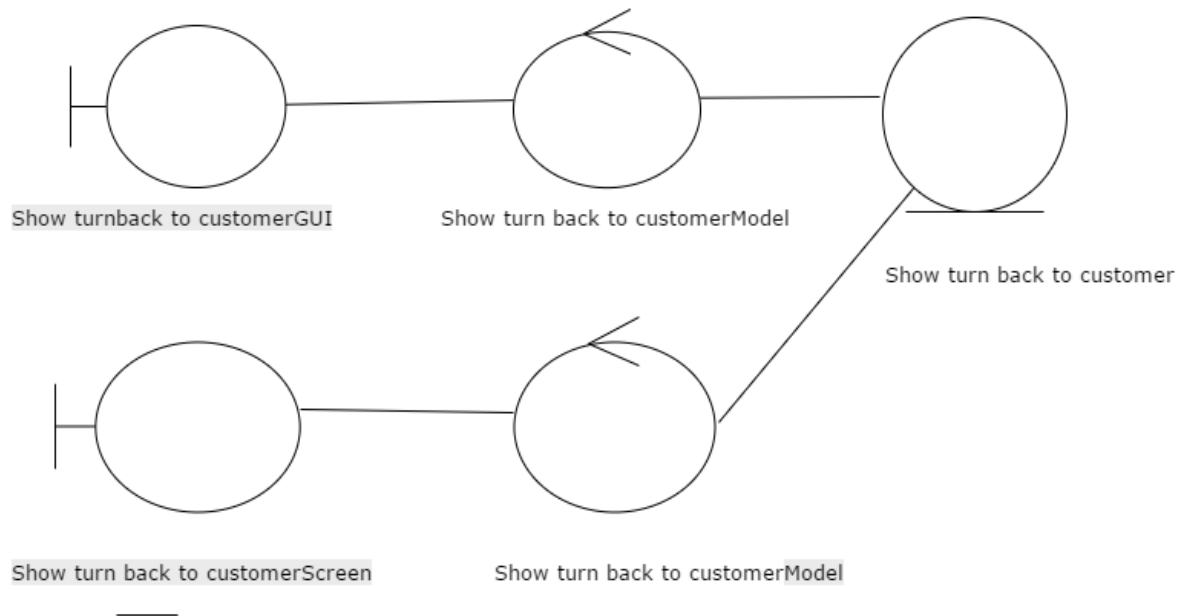 Show turnback to customerGUI
Show turn back to customerModel
Show turn back to customer
Show turn back to customerScreen
Show turn back to customerModel